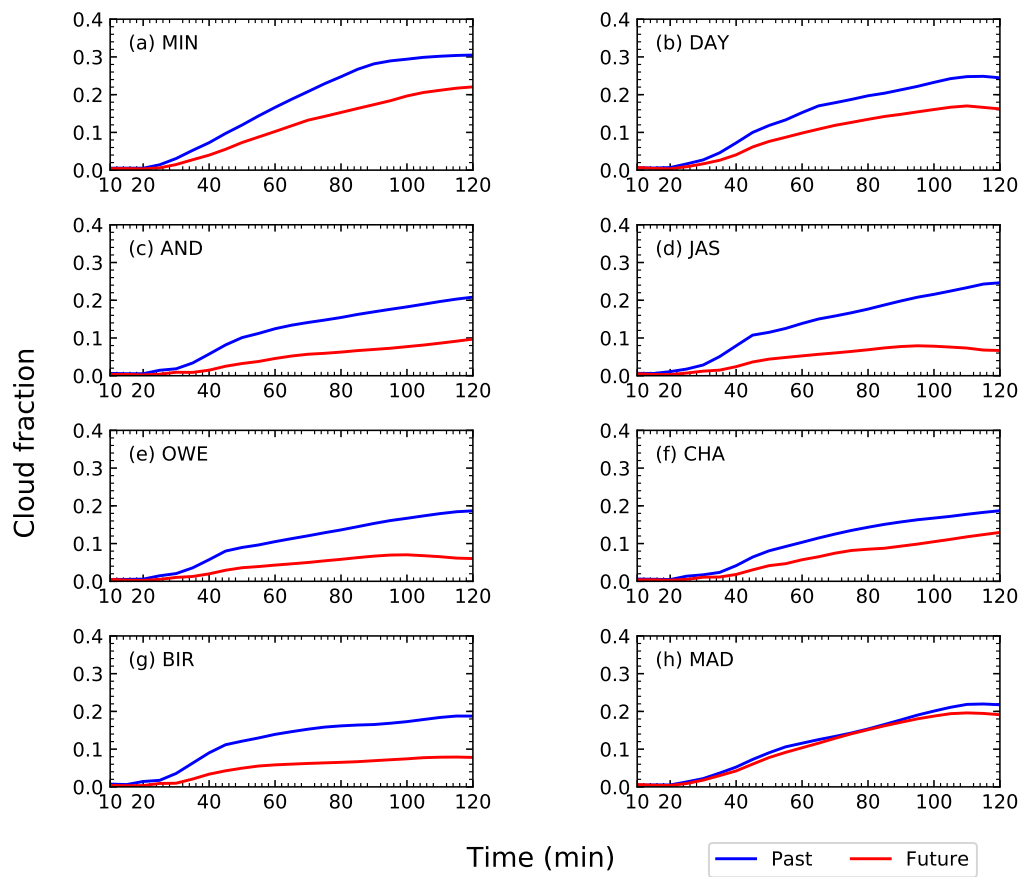 (a) MIN
0.4
0.3
0.2
0.1
0.0
10 20 40 60 80 100 120
(b) DAY
0.4
0.3
0.2
0.1
0.0
10 20 40 60 80 100 120
(c) AND
0.4
0.3
0.2
0.1
0.0
10 20 40 60 80 100 120
(d) JAS
0.4
0.3
0.2
0.1
0.0
10 20 40 60 80 100 120
(e) OWE
0.4
0.3
0.2
0.1
0.0
10 20 40 60 80 100 120
(f) CHA
0.4
0.3
0.2
0.1
0.0
10 20 40 60 80 100 120
(g) BIR
0.4
0.3
0.2
0.1
0.0
10 20 40 60 80 100 120
(h) MAD
0.4
0.3
0.2
0.1
0.0
10 20 40 60 80 100 120
Cloud fraction
Time (min)
Past Future